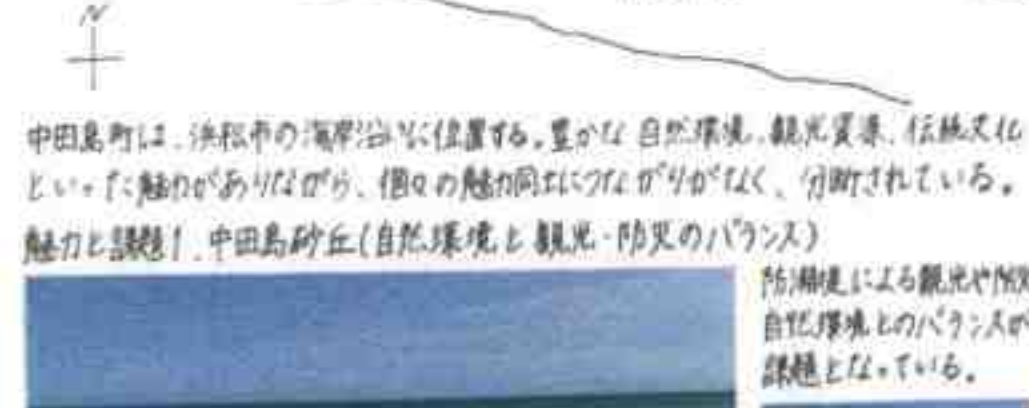 N
中田島町は、浜松市の海岸沿いに位置する。豊かな自然環境、観光資源、伝統文化
といった魅力がありながら、個々の魅力同士につながりがなく、分断されている。
魅力と課題1. 中田島砂丘(自然環境と観光・防災のバランス)
防潮堤による観光や防災
自然環境とのバランスが
課題となっている。